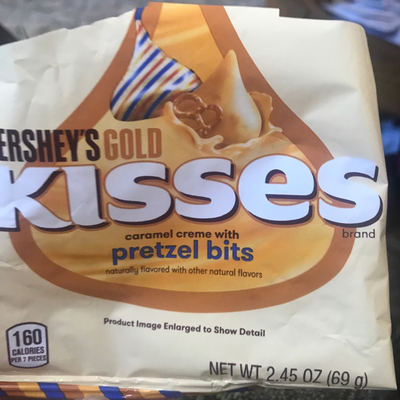 ERSHEY'S GOLD
KISSES
brand
caramel creme with
pretzel bits
naturally flavored with other natural flavors
Product Image Enlarged to Show Detail
160
CALORIES
PER 7 PIECES
NET WT 2.45 OZ (69 g)